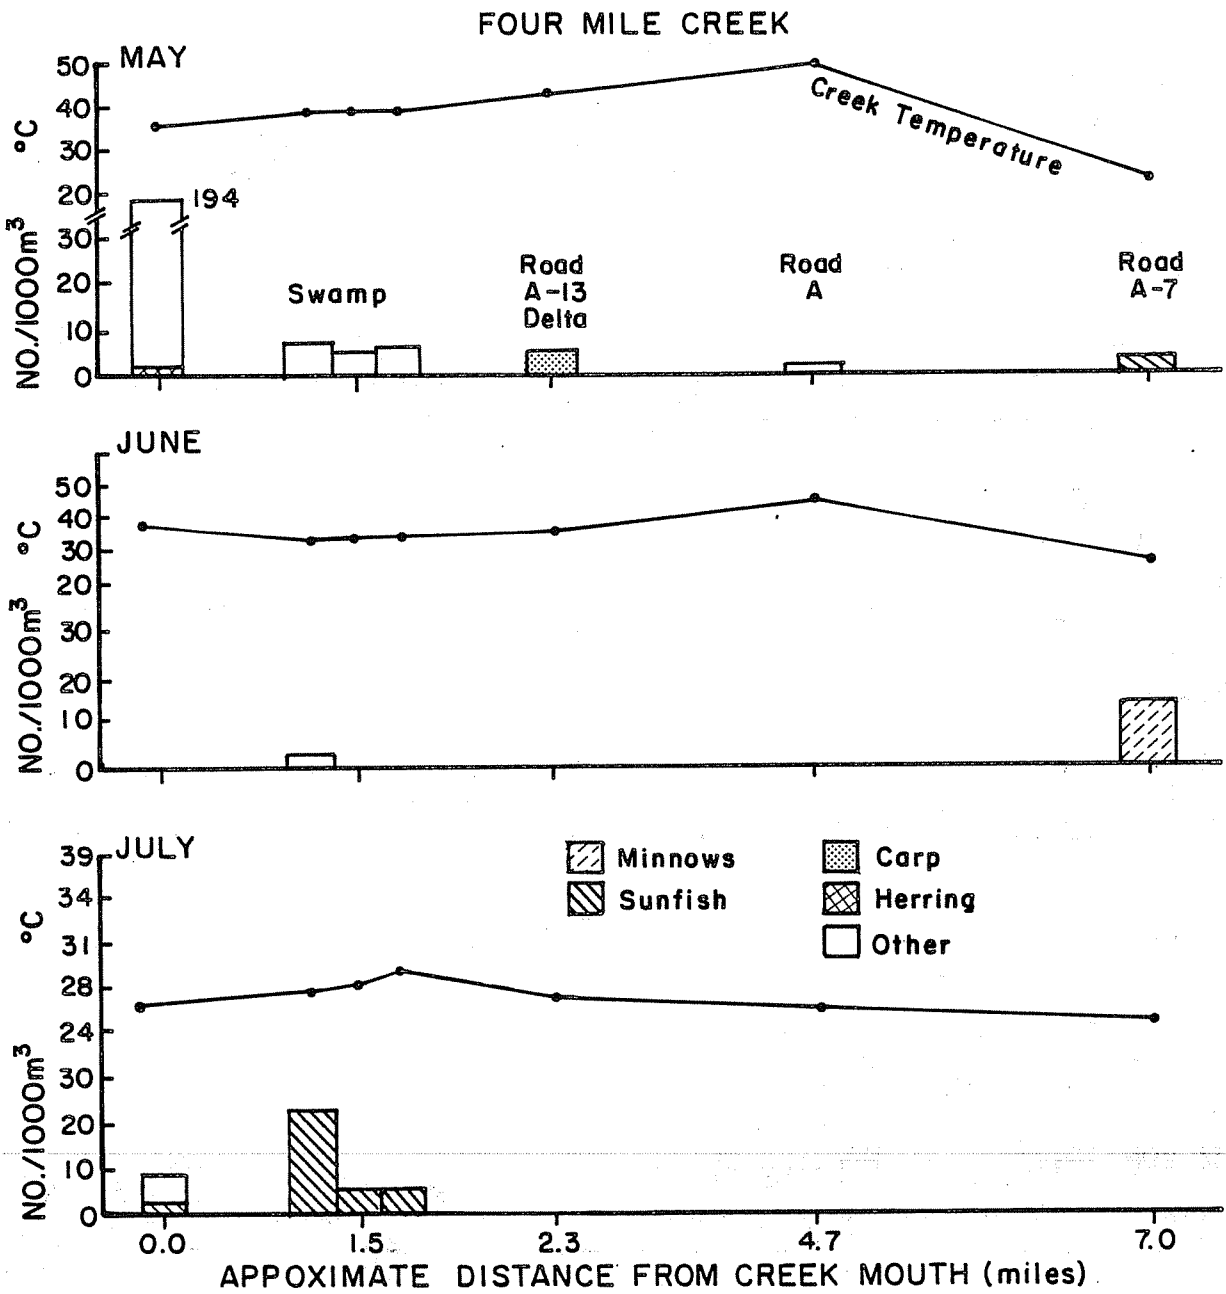 FOUR MILE CREEK
MAY
50
40
30
20
°C
Creek Temperature
194
30
20
10
0
NO./1000m³
Swamp
Road
A-13
Delta
Road
A
Road
A-7
JUNE
50
40
30
20
°C
30
20
10
0
NO./1000m³
JULY
39
34
31
28
24
°C
Minnows
Sunfish
Carp
Herring
Other
30
20
10
0
NO./1000m³
0.0 1.5 2.3 4.7 7.0
APPOXIMATE DISTANCE FROM CREEK MOUTH (miles)